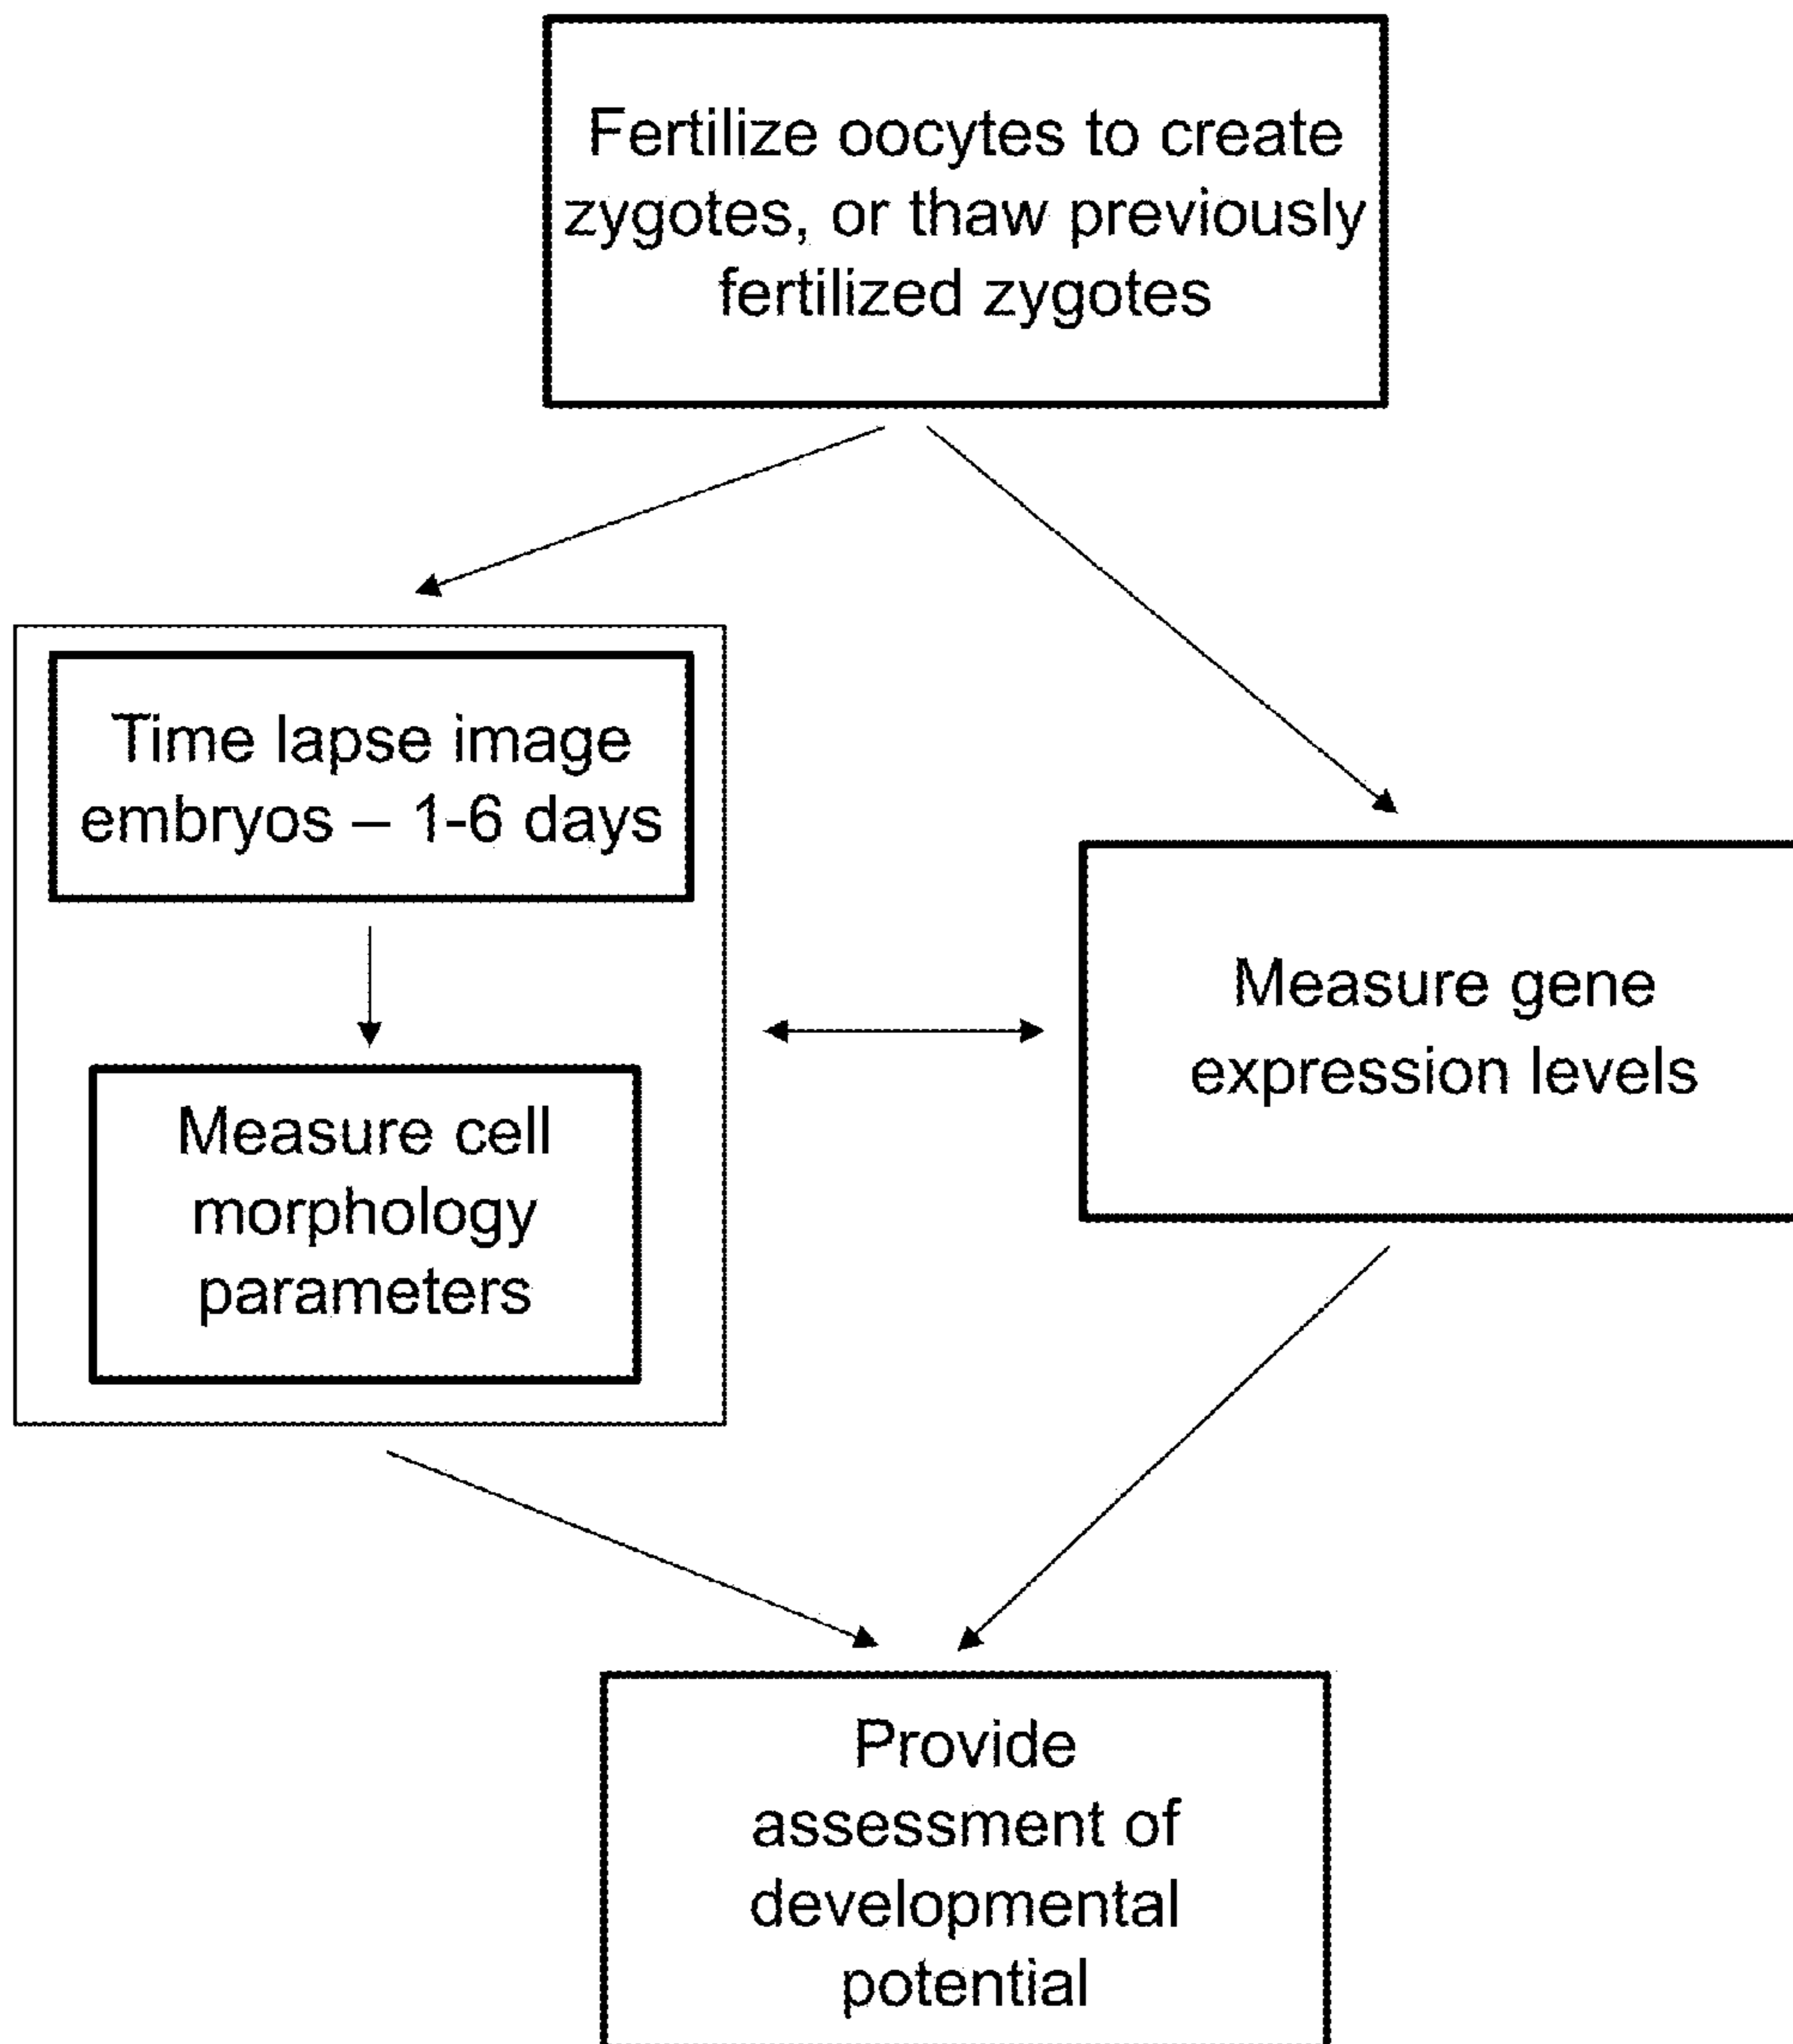 Fertilize oocytes to create
zygotes, or thaw previously
fertilized zygotes
Time lapse image
embryos – 1-6 days
Measure cell
morphology
parameters
Measure gene
expression levels
Provide
assessment of
developmental
potential